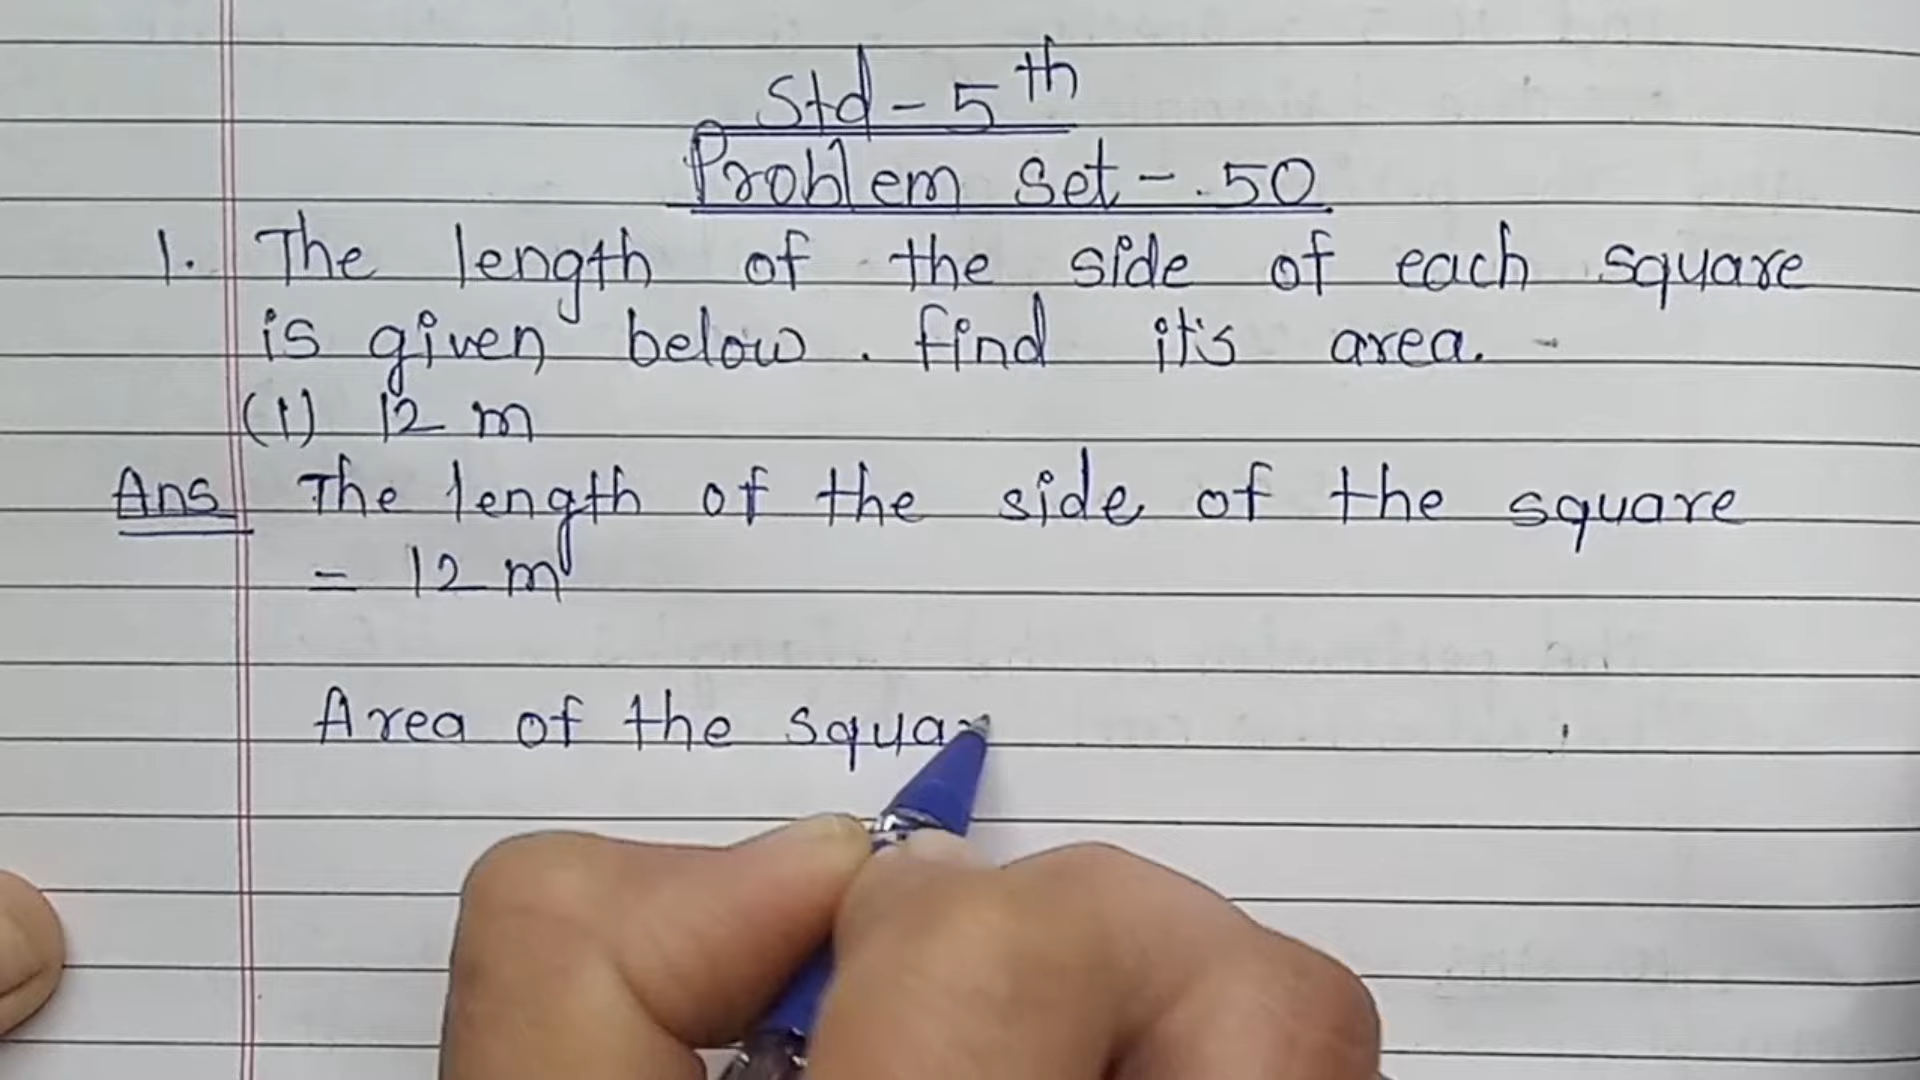 Std - 5th
Problem set - 50
1. The length of the side of each square
is given below. find it's area.
(1) 12 m
Ans The length of the side of the square
= 12 m
Area of the squar